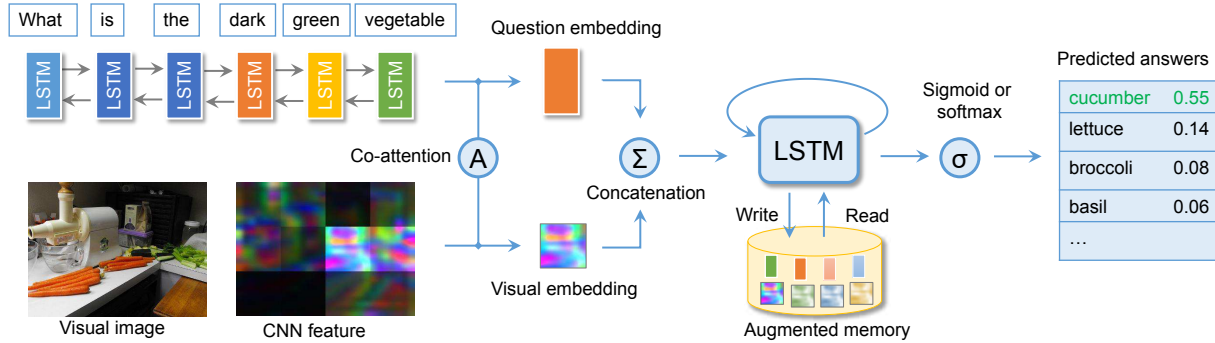 What is the dark green vegetable
LSTM LSTM LSTM LSTM LSTM LSTM
Question embedding
Co-attention
A
Σ
Concatenation
Visual embedding
Visual image
CNN feature
LSTM
Write
Read
Augmented memory
Sigmoid or
softmax
σ
Predicted answers
cucumber 0.55
lettuce 0.14
broccoli 0.08
basil 0.06
…